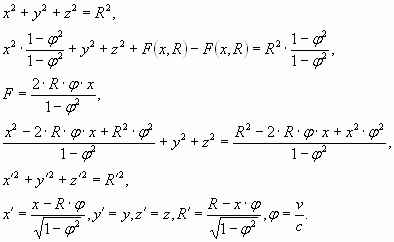 x² + y² + z² = R²,
x² · (1 − φ²)/(1 − φ²) + y² + z² + F(x,R) − F(x,R) = R² · (1 − φ²)/(1 − φ²),
F = (2 · R · φ · x)/(1 − φ²),
(x² − 2 · R · φ · x + R² · φ²)/(1 − φ²) + y² + z² = (R² − 2 · R · φ · x + x² · φ²)/(1 − φ²),
x′² + y′² + z′² = R′²,
x′ = (x − R · φ)/√(1 − φ²), y′ = y, z′ = z, R′ = (R − x · φ)/√(1 − φ²), φ = v/c.